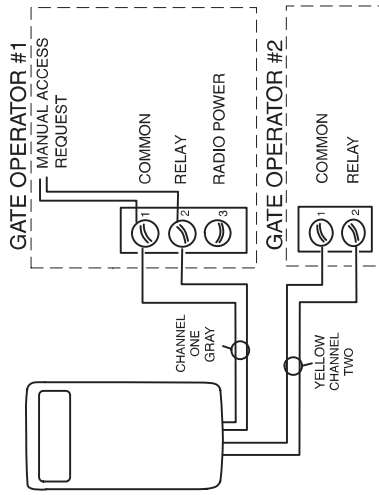 GATE OPERATOR #1
MANUAL ACCESS
REQUEST
COMMON
RELAY
RADIO POWER
1
2
3
CHANNEL
ONE
GRAY
GATE OPERATOR #2
COMMON
RELAY
1
2
YELLOW
CHANNEL
TWO